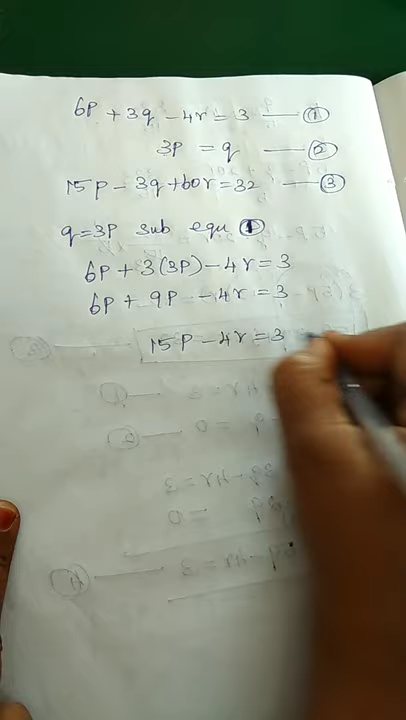 6P + 3q - 4r = 3 —— ①
3P = q —— ②
15P - 3q + 60r = 32 —— ③
q = 3P sub equ ①
6P + 3(3P) - 4r = 3
6P + 9P - 4r = 3
15P - 4r = 3